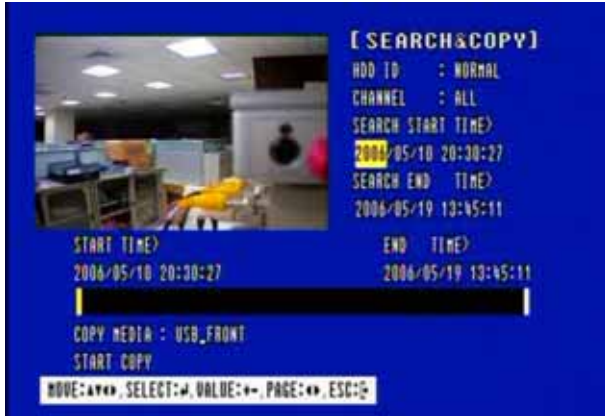 [SEARCH&COPY]
HDD ID : NORMAL
CHANNEL : ALL
SEARCH START TIME>
2006/05/18 20:30:27
SEARCH END TIME>
2006/05/19 13:45:11
START TIME>
2006/05/18 20:30:27
END TIME>
2006/05/19 13:45:11
COPY MEDIA : USB_FRONT
START COPY
MOVE:▲▼◀▶, SELECT:↵, VALUE:+-, PAGE:◀▶, ESC: